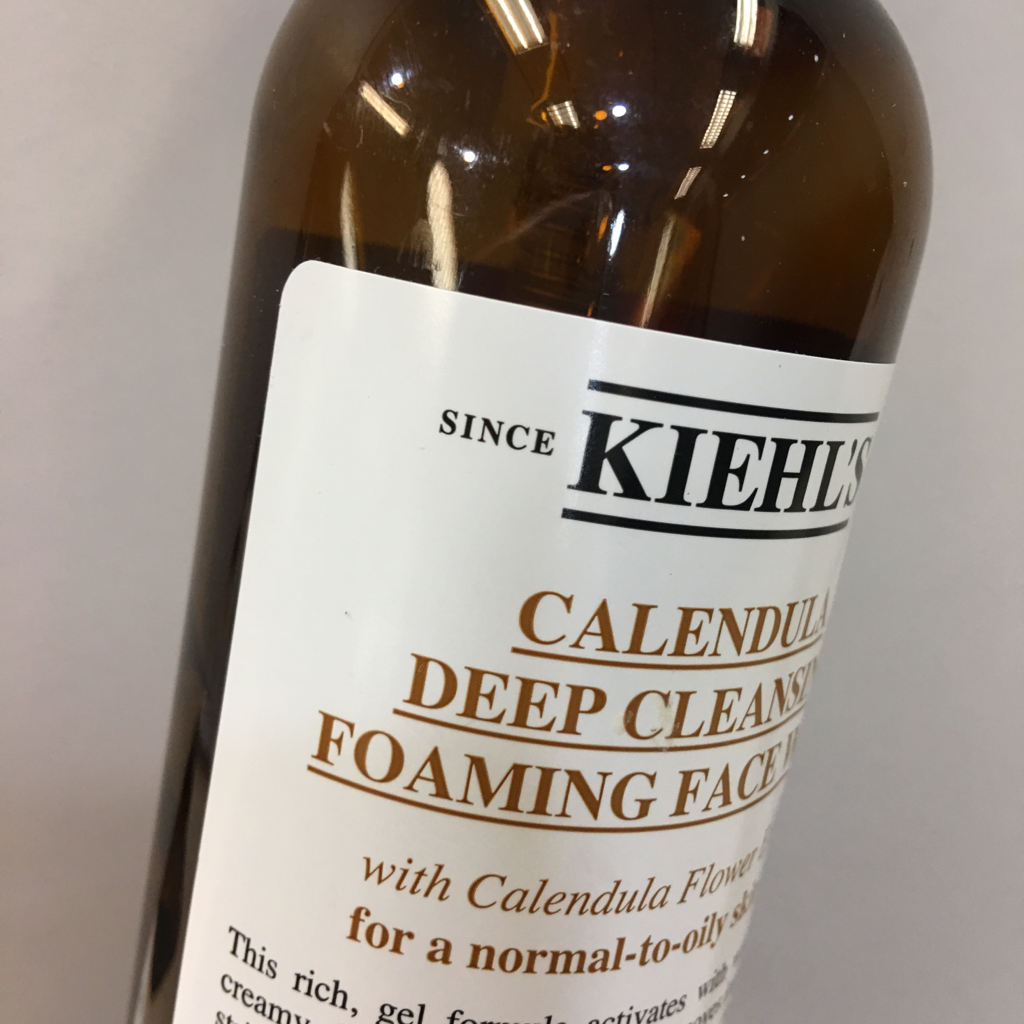 SINCE KIEHL'S
CALENDULA
DEEP CLEANSI
FOAMING FACE W
with Calendula Flower
for a normal-to-oily
This rich, gel formula activates with
creamy